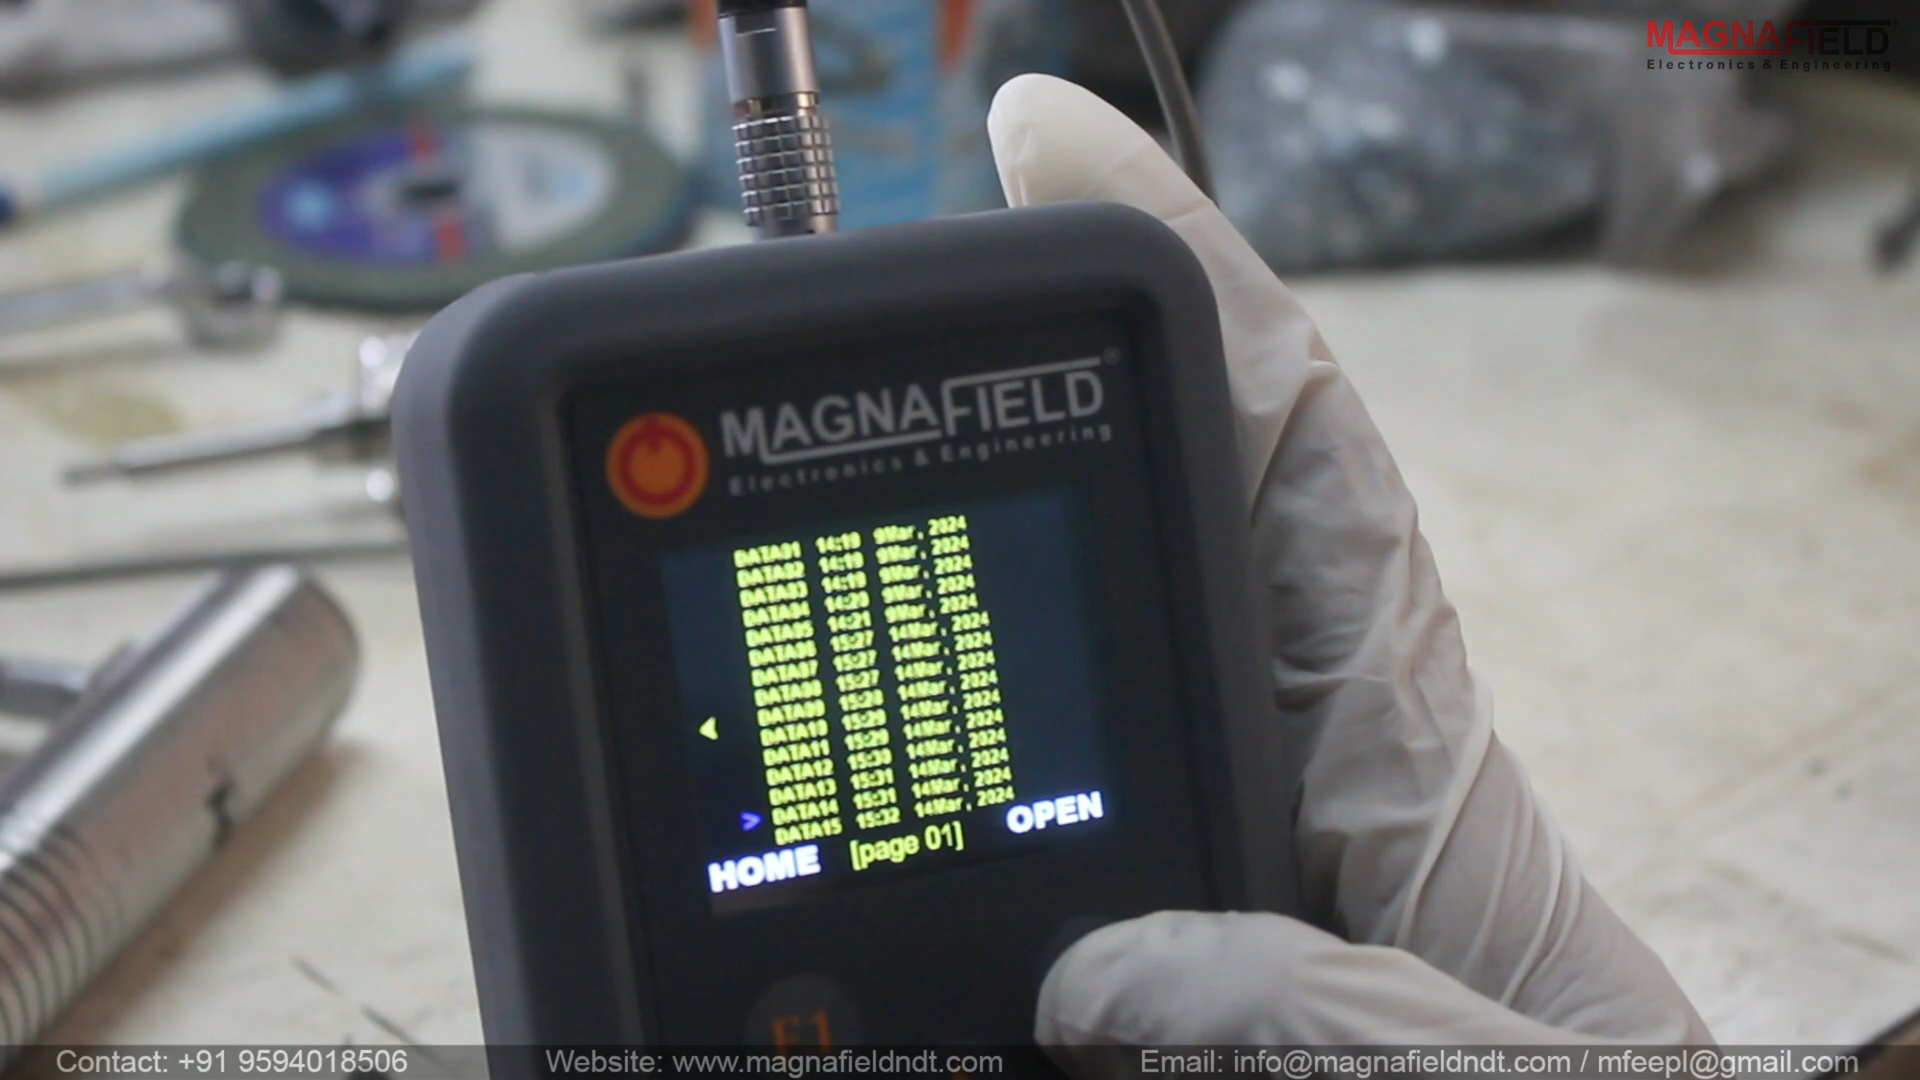 MAGNAFIELD
Electronics & Engineering
MAGNAFIELD
Electronics & Engineering
DATA01 14:19 9Mar, 2024
DATA02 14:19 9Mar, 2024
DATA03 14:19 9Mar, 2024
DATA04 14:20 9Mar, 2024
DATA05 14:21 9Mar, 2024
DATA06 15:27 14Mar, 2024
DATA07 15:27 14Mar, 2024
DATA08 15:27 14Mar, 2024
DATA09 15:28 14Mar, 2024
DATA10 15:29 14Mar, 2024
DATA11 15:29 14Mar, 2024
DATA12 15:30 14Mar, 2024
DATA13 15:31 14Mar, 2024
> DATA14 15:31 14Mar, 2024
DATA15 15:32 14Mar, 2024
HOME [page 01] OPEN
F1
Contact: +91 9594018506 Website: www.magnafieldndt.com Email: info@magnafieldndt.com / mfeepl@gmail.com